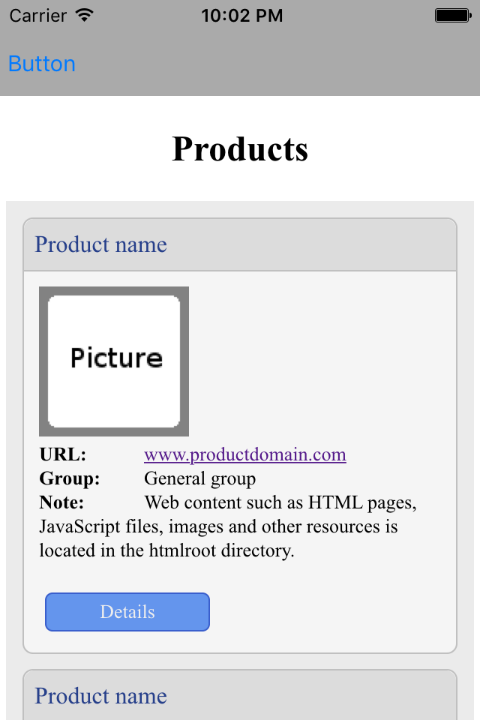 Carrier 10:02 PM
Button
Products
Product name
Picture
URL: www.productdomain.com
Group: General group
Note: Web content such as HTML pages,
JavaScript files, images and other resources is
located in the htmlroot directory.
Details
Product name